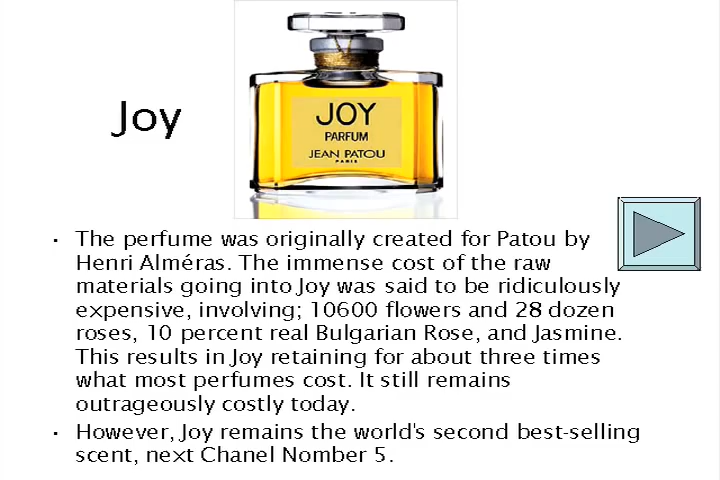 Joy
JOY
PARFUM
JEAN PATOU
PARIS
• The perfume was originally created for Patou by
Henri Alméras. The immense cost of the raw
materials going into Joy was said to be ridiculously
expensive, involving; 10600 flowers and 28 dozen
roses, 10 percent real Bulgarian Rose, and Jasmine.
This results in Joy retaining for about three times
what most perfumes cost. It still remains
outrageously costly today.
• However, Joy remains the world's second best-selling
scent, next Chanel Nomber 5.